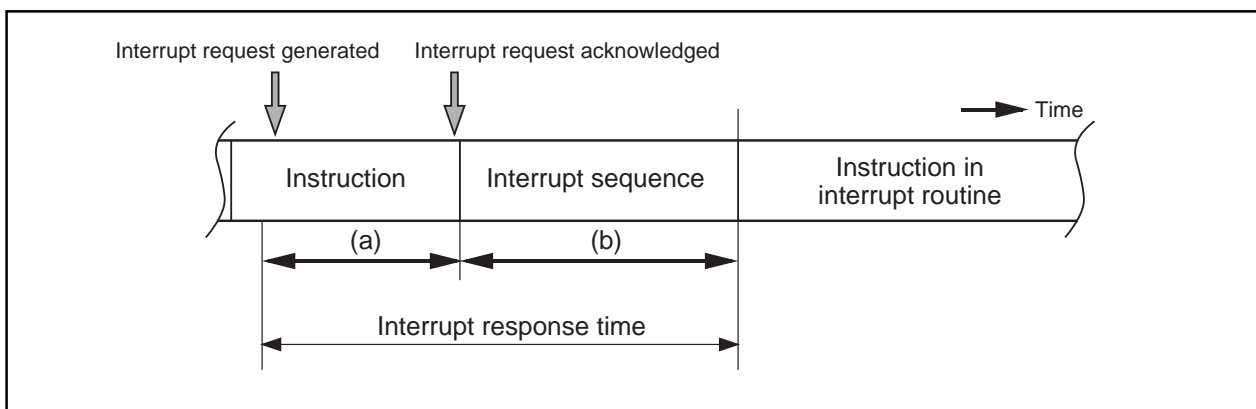 Interrupt request generated
Interrupt request acknowledged
Time
Instruction
Interrupt sequence
Instruction in
interrupt routine
(a)
(b)
Interrupt response time